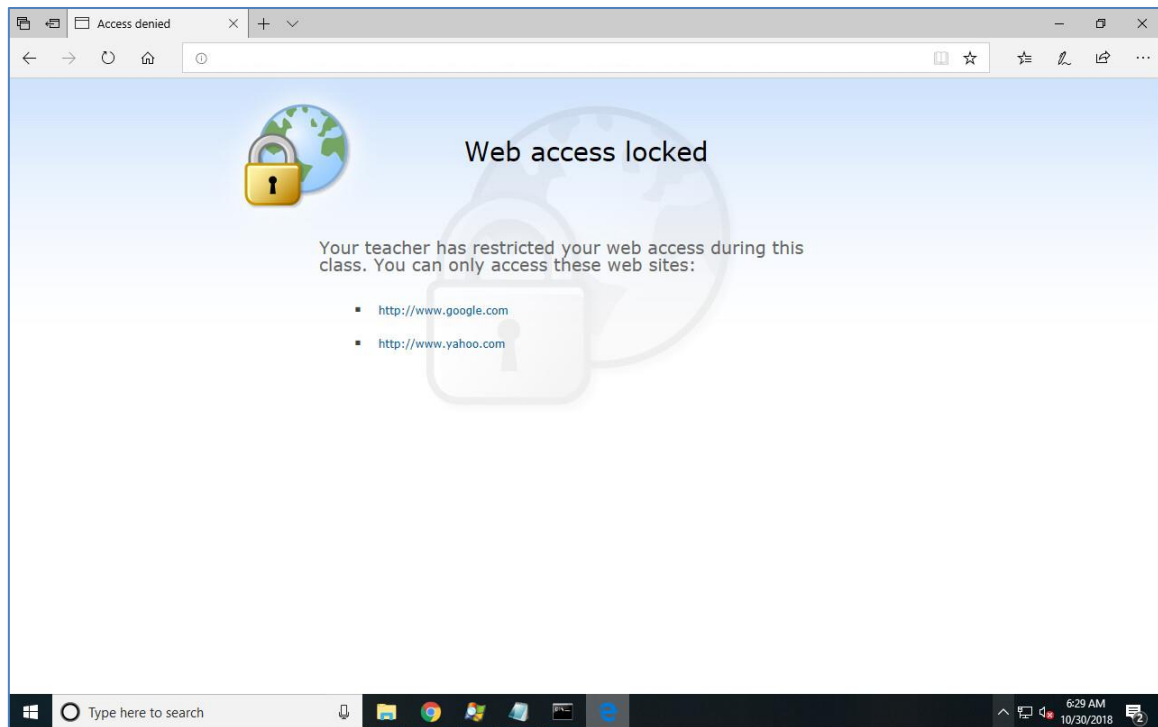 Access denied
Web access locked
Your teacher has restricted your web access during this
class. You can only access these web sites:
http://www.google.com
http://www.yahoo.com
Type here to search
6:29 AM
10/30/2018
2